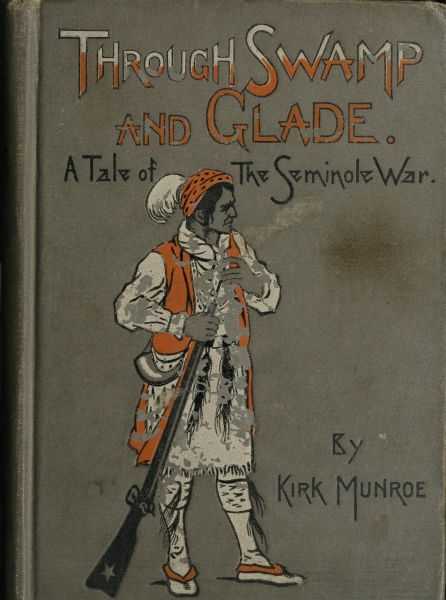 THROUGH SWAMP
AND GLADE.
A Tale of The Seminole War.
By
KIRK MUNROE